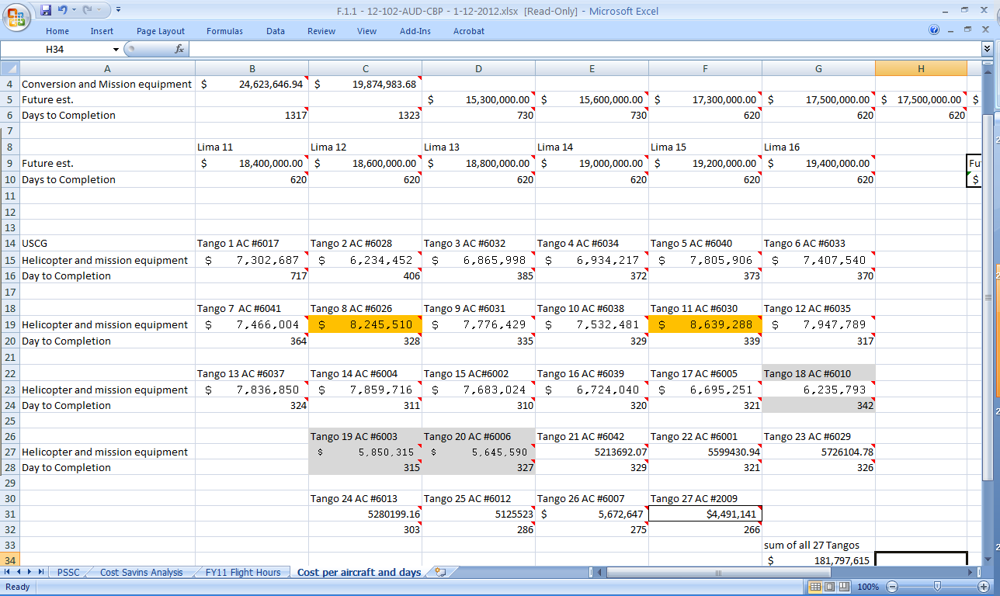 F.1.1 - 12-102-AUD-CBP - 1-12-2012.xlsx [Read-Only] - Microsoft Excel
Home Insert Page Layout Formulas Data Review View Add-Ins Acrobat
H34 fx
A B C D E F G H
4 Conversion and Mission equipment $ 24,623,646.94 $ 19,874,983.68
5 Future est. $ 15,300,000.00 $ 15,600,000.00 $ 17,300,000.00 $ 17,500,000.00 $ 17,500,000.00 $
6 Days to Completion 1317 1323 730 730 620 620 620
7
8 Lima 11 Lima 12 Lima 13 Lima 14 Lima 15 Lima 16
9 Future est. $ 18,400,000.00 $ 18,600,000.00 $ 18,800,000.00 $ 19,000,000.00 $ 19,200,000.00 $ 19,400,000.00 Fu
10 Days to Completion 620 620 620 620 620 620 $
11
12
13
14 USCG Tango 1 AC #6017 Tango 2 AC #6028 Tango 3 AC #6032 Tango 4 AC #6034 Tango 5 AC #6040 Tango 6 AC #6033
15 Helicopter and mission equipment $ 7,302,687 $ 6,234,452 $ 6,865,998 $ 6,934,217 $ 7,805,906 $ 7,407,540
16 Day to Completion 717 406 385 372 373 370
17
18 Tango 7 AC #6041 Tango 8 AC #6026 Tango 9 AC #6031 Tango 10 AC #6038 Tango 11 AC #6030 Tango 12 AC #6035
19 Helicopter and mission equipment $ 7,466,004 $ 8,245,510 $ 7,776,429 $ 7,532,481 $ 8,639,288 $ 7,947,789
20 Day to Completion 364 328 335 329 339 317
21
22 Tango 13 AC #6037 Tango 14 AC #6004 Tango 15 AC#6002 Tango 16 AC #6039 Tango 17 AC #6005 Tango 18 AC #6010
23 Helicopter and mission equipment $ 7,836,850 $ 7,859,716 $ 7,683,024 $ 6,724,040 $ 6,695,251 6,235,793
24 Day to Completion 324 311 310 320 321 342
25
26 Tango 19 AC #6003 Tango 20 AC #6006 Tango 21 AC #6042 Tango 22 AC #6001 Tango 23 AC #6029
27 Helicopter and mission equipment $ 5,850,315 $ 5,645,590 5213692.07 5599430.94 5726104.78
28 Day to Completion 315 327 329 321 326
29
30 Tango 24 AC #6013 Tango 25 AC #6012 Tango 26 AC #6007 Tango 27 AC #2009
31 5280199.16 5125523 $ 5,672,647 $4,491,141
32 303 286 275 266
33 sum of all 27 Tangos
34 $ 181,797,615
PSSC Cost Savins Analysis FY11 Flight Hours Cost per aircraft and days
Ready 100%